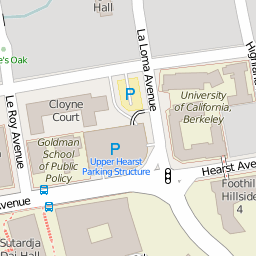 Hall
e's Oak
La Loma Avenue
Highland
P
University
of California,
Berkeley
Cloyne
Court
Le Roy Avenue
Goldman
School
of Public
Policy
P
Upper Hearst
Parking Structure
Hearst Ave
Foothill
Hillside
4
Avenue
Sutardja
Dai Hall